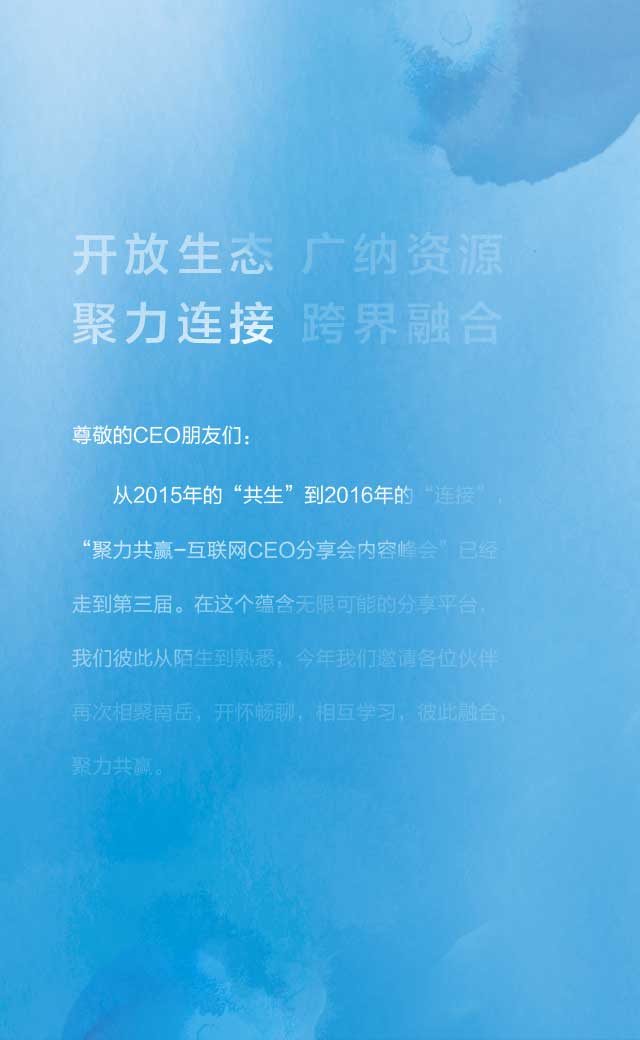 开放生态 广纳资源
聚力连接 跨界融合
尊敬的CEO朋友们：
从2015年的“共生”到2016年的“连接”，
“聚力共赢-互联网CEO分享会内容峰会”已经
走到第三届。在这个蕴含无限可能的分享平台，
我们彼此从陌生到熟悉，今年我们邀请各位伙伴
再次相聚南岳，开怀畅聊，相互学习，彼此融合，
聚力共赢。